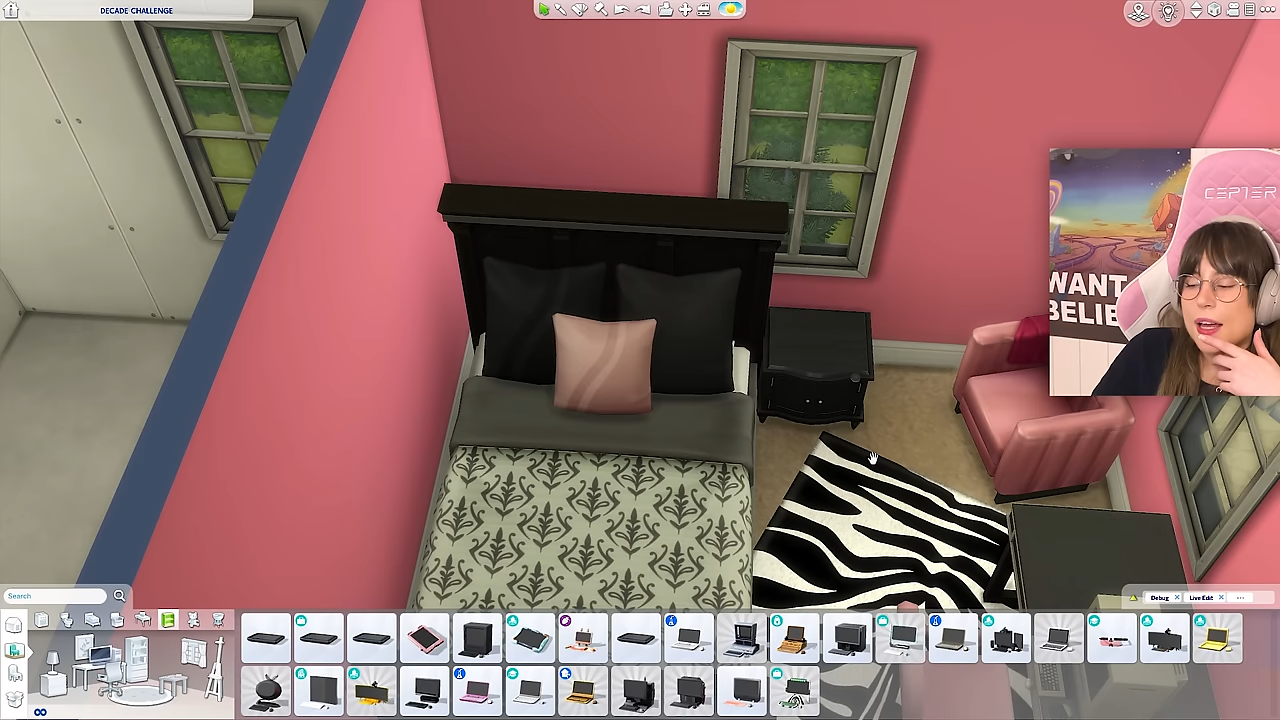 DECADE CHALLENGE
CEPTER
WANT
BELIE
Search
Debug
Live Edit